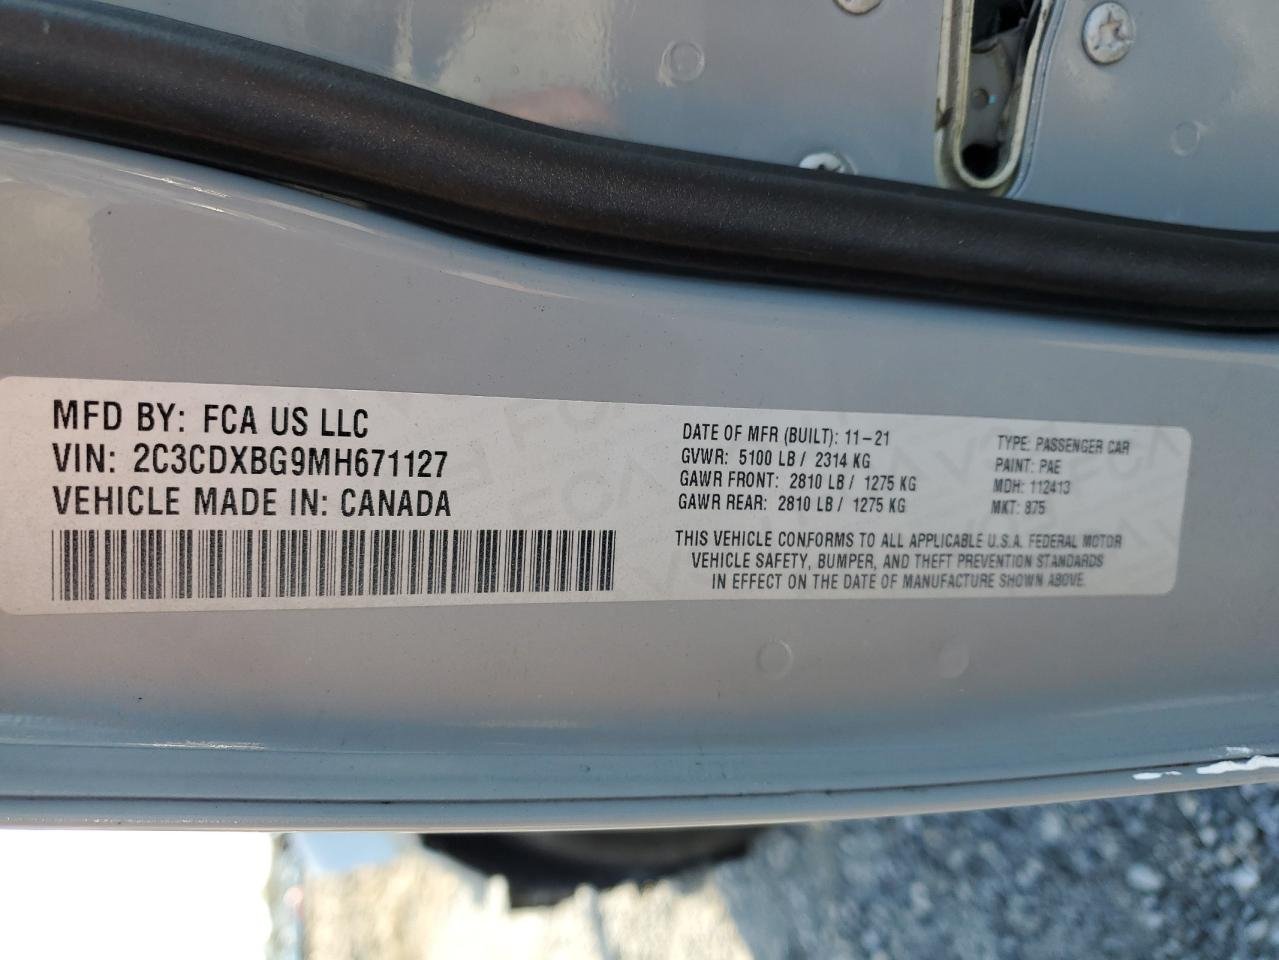 MFD BY: FCA US LLC
VIN: 2C3CDXBG9MH671127
VEHICLE MADE IN: CANADA
DATE OF MFR (BUILT): 11-21
GVWR: 5100 LB / 2314 KG
GAWR FRONT: 2810 LB / 1275 KG
GAWR REAR: 2810 LB / 1275 KG
TYPE: PASSENGER CAR
PAINT: PAE
MDH: 112413
MKT: 875
THIS VEHICLE CONFORMS TO ALL APPLICABLE U.S.A. FEDERAL MOTOR
VEHICLE SAFETY, BUMPER, AND THEFT PREVENTION STANDARDS
IN EFFECT ON THE DATE OF MANUFACTURE SHOWN ABOVE.